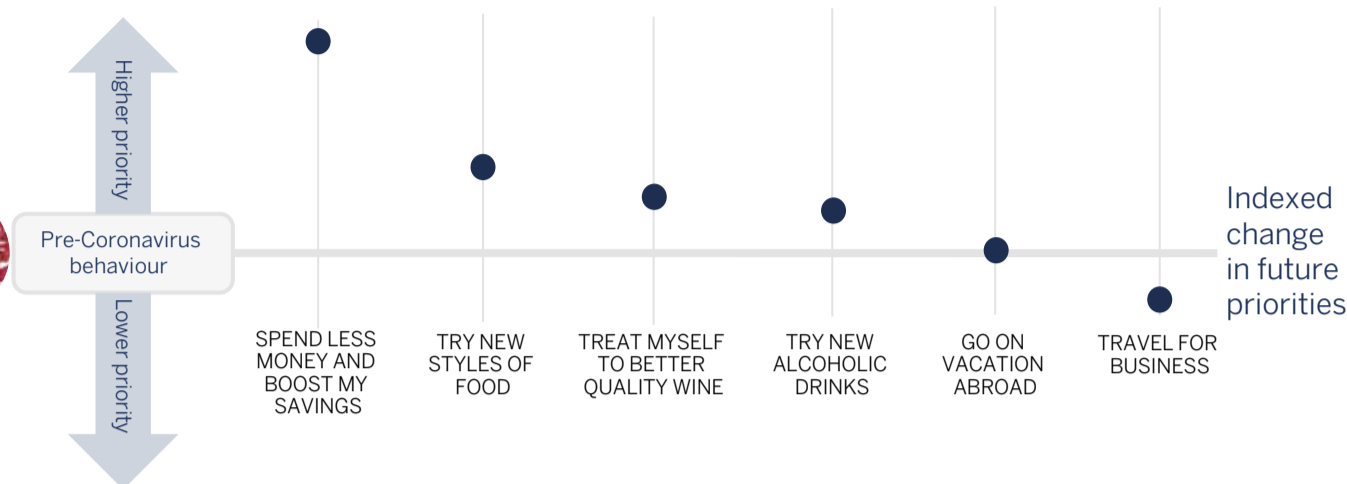 Higher priority
Pre-Coronavirus
behaviour
Lower priority
SPEND LESS
MONEY AND
BOOST MY
SAVINGS
TRY NEW
STYLES OF
FOOD
TREAT MYSELF
TO BETTER
QUALITY WINE
TRY NEW
ALCOHOLIC
DRINKS
GO ON
VACATION
ABROAD
TRAVEL FOR
BUSINESS
Indexed
change
in future
priorities